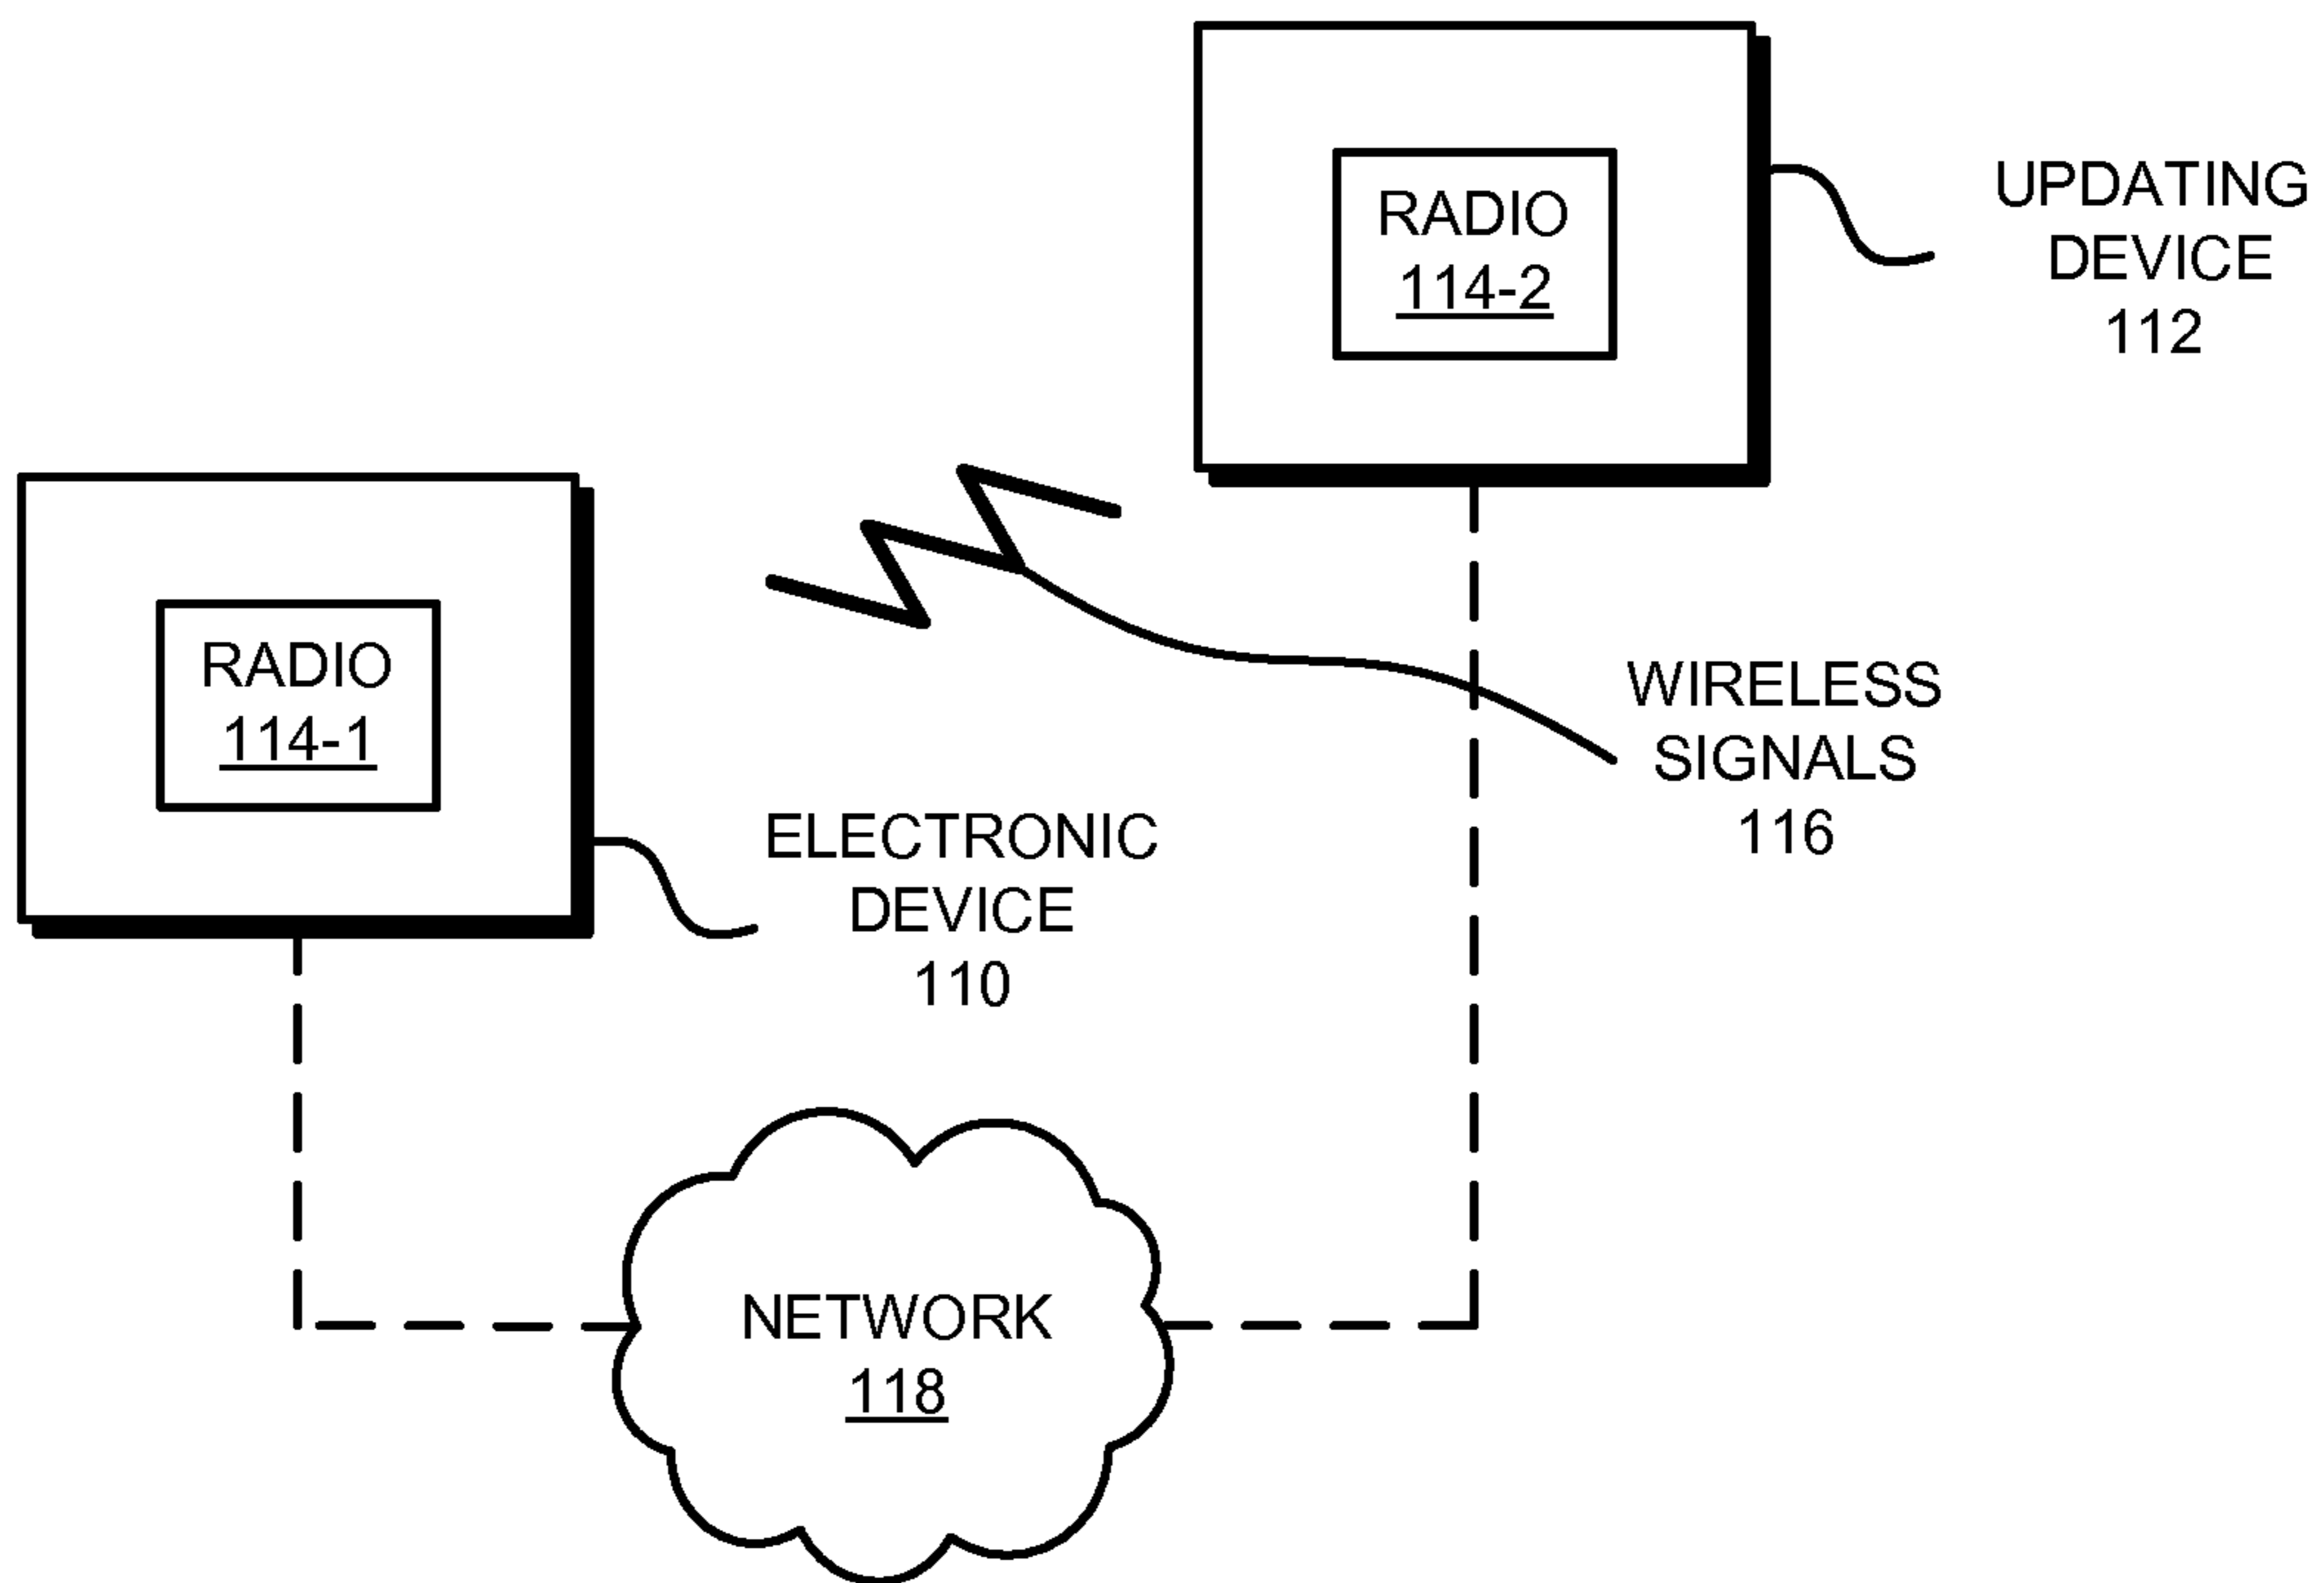 RADIO
114-2
UPDATING
DEVICE
112
RADIO
114-1
WIRELESS
SIGNALS
116
ELECTRONIC
DEVICE
110
NETWORK
118